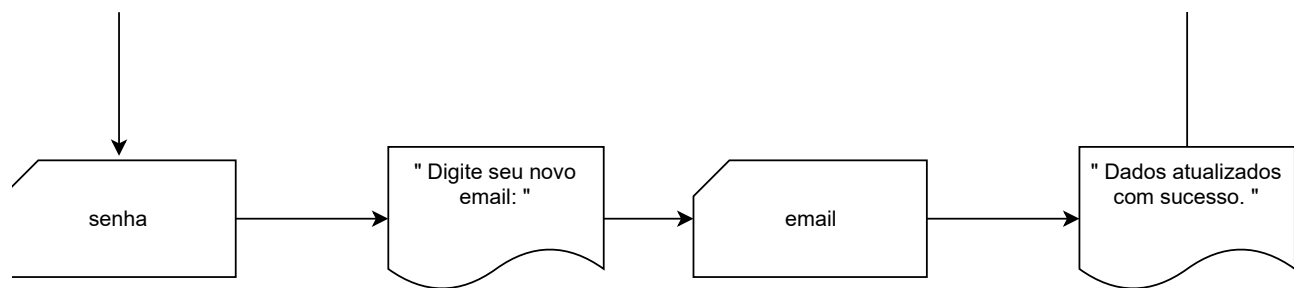 senha
" Digite seu novo
email: "
email
" Dados atualizados
com sucesso. "